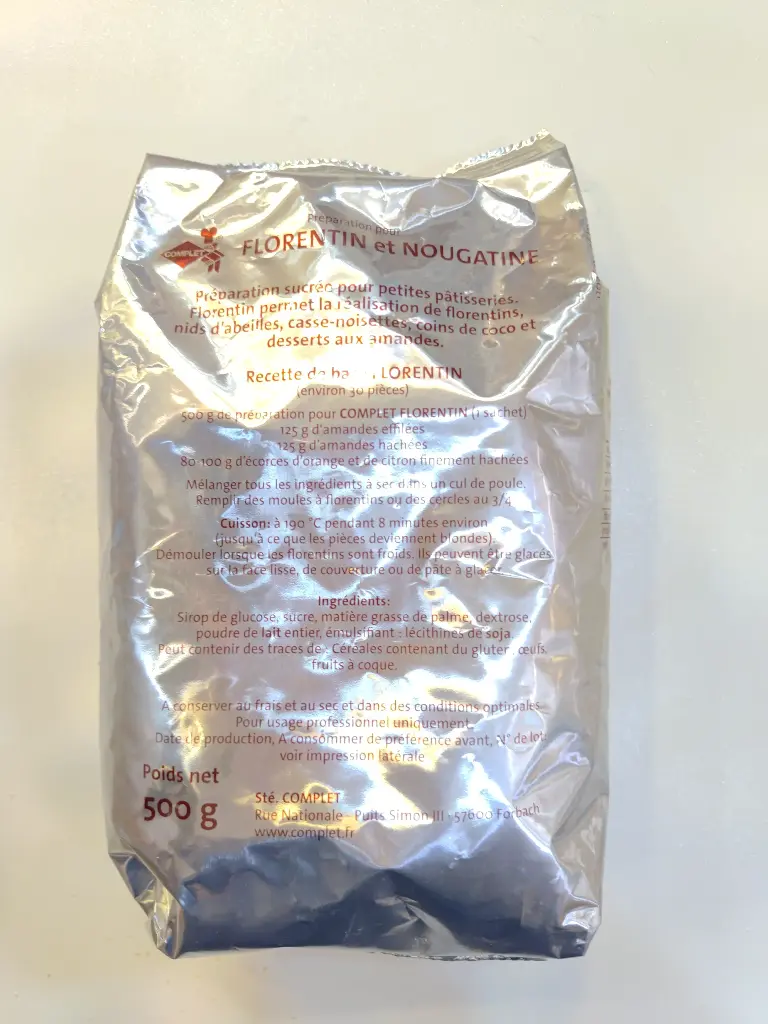 Préparation pour
COMPLET
FLORENTIN et NOUGATINE
Préparation sucrée pour petites pâtisseries.
Florentin permet la réalisation de florentins,
nids d'abeilles, casse-noisettes, coins de coco et
desserts aux amandes.
Recette de base FLORENTIN
(environ 30 pièces)
500 g de préparation pour COMPLET FLORENTIN (1 sachet)
125 g d'amandes effilées
125 g d'amandes hachées
80-100 g d'écorces d'orange et de citron finement hachées
Mélanger tous les ingrédients à sec dans un cul de poule.
Remplir des moules à florentins ou des cercles au 3/4
Cuisson: à 190 °C pendant 8 minutes environ
(jusqu'à ce que les pièces deviennent blondes).
Démouler lorsque les florentins sont froids. Ils peuvent être glacés
sur la face lisse, de couverture ou de pâte à glacer
Ingrédients:
Sirop de glucose, sucre, matière grasse de palme, dextrose,
poudre de lait entier, émulsifiant : lécithines de soja.
Peut contenir des traces de : Céréales contenant du gluten, œufs,
fruits à coque.
A conserver au frais et au sec et dans des conditions optimales.
Pour usage professionnel uniquement.
Date de production, A consommer de préférence avant, N° de lot:
voir impression latérale
Poids net
500 g
Sté. COMPLET
Rue Nationale - Puits Simon III - 57600 Forbach
www.complet.fr